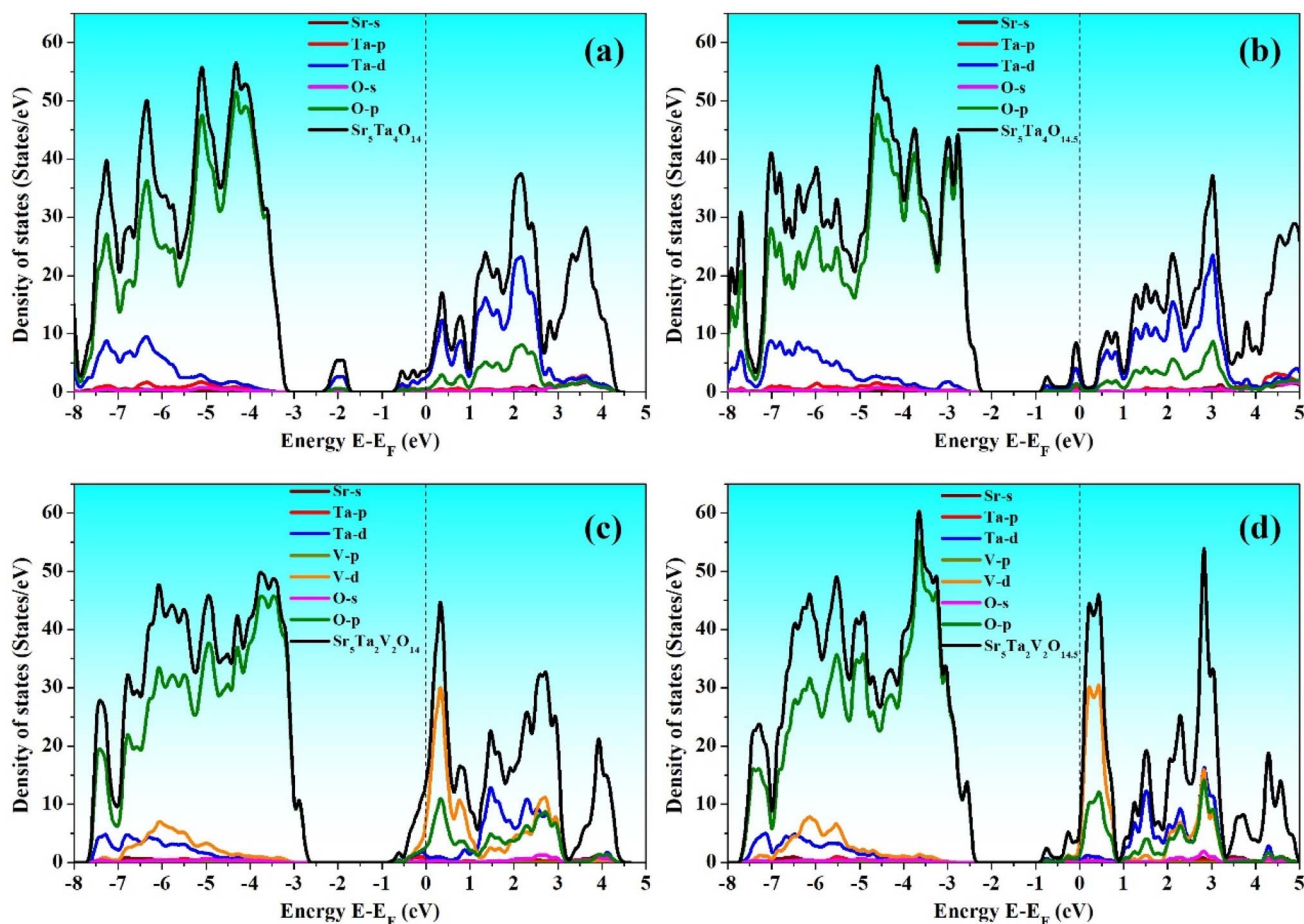 (a)
Sr-s
Ta-p
Ta-d
O-s
O-p
Sr5Ta4O14
Density of states (States/eV)
60
50
40
30
20
10
0
-8 -7 -6 -5 -4 -3 -2 -1 0 1 2 3 4 5
Energy E-EF (eV)
(b)
Sr-s
Ta-p
Ta-d
O-s
O-p
Sr5Ta4O14.5
Density of states (States/eV)
60
50
40
30
20
10
0
-8 -7 -6 -5 -4 -3 -2 -1 0 1 2 3 4 5
Energy E-EF (eV)
(c)
Sr-s
Ta-p
Ta-d
V-p
V-d
O-s
O-p
Sr5Ta2V2O14
Density of states (States/eV)
60
50
40
30
20
10
0
-8 -7 -6 -5 -4 -3 -2 -1 0 1 2 3 4 5
Energy E-EF (eV)
(d)
Sr-s
Ta-p
Ta-d
V-p
V-d
O-s
O-p
Sr5Ta2V2O14.5
Density of states (States/eV)
60
50
40
30
20
10
0
-8 -7 -6 -5 -4 -3 -2 -1 0 1 2 3 4 5
Energy E-EF (eV)